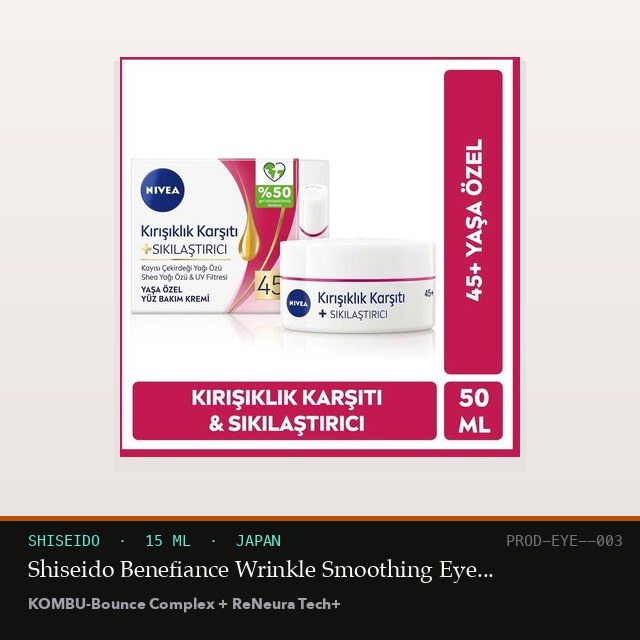 NIVEA
%50
Kırışıklık Karşıtı
+SIKILAŞTIRICI
Kayısı Çekirdeği Yağı Özü
Shea Yağı Özü & UV Filtresi
YAŞA ÖZEL
YÜZ BAKIM KREMİ
45
NIVEA
Kırışıklık Karşıtı
+ SIKILAŞTIRICI
45+
45+ YAŞA ÖZEL
KIRIŞIKLIK KARŞITI
& SIKILAŞTIRICI
50
ML
SHISEIDO · 15 ML · JAPAN
PROD–EYE––003
Shiseido Benefiance Wrinkle Smoothing Eye...
KOMBU-Bounce Complex + ReNeura Tech+